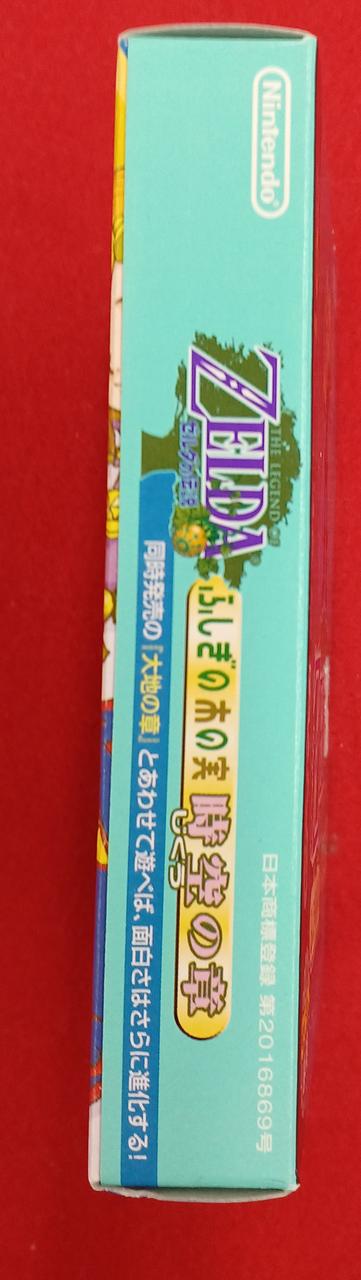 Nintendo®
THE LEGEND OF
ZELDA®
ゼルダの伝説
ふしぎの木の実
時空の章
じくう
日本商標登録 第2016869号
同時発売の『大地の章』とあわせて遊べば、面白さはさらに進化する!